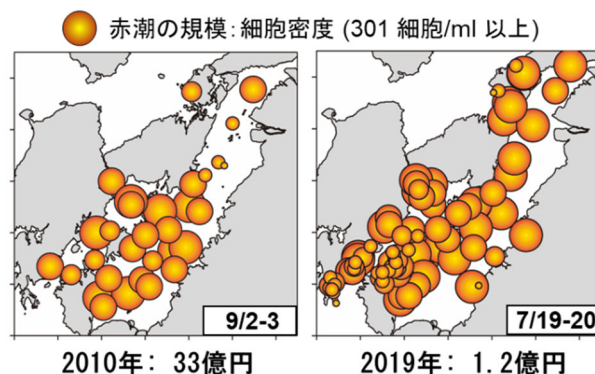 赤潮の規模：細胞密度 (301 細胞/ml 以上)
9/2-3
7/19-20
2010年： 33億円
2019年： 1.2億円